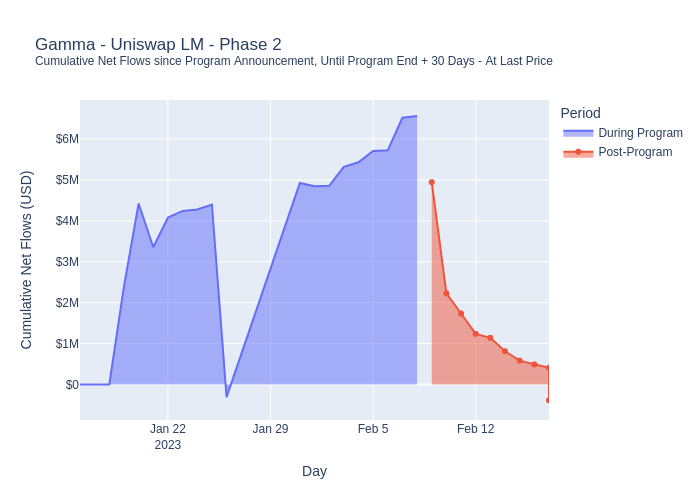 Gamma - Uniswap LM - Phase 2
Cumulative Net Flows since Program Announcement, Until Program End + 30 Days - At Last Price
Period
During Program
Post-Program
Cumulative Net Flows (USD)
$6M
$5M
$4M
$3M
$2M
$1M
$0
Jan 22
2023
Jan 29
Feb 5
Feb 12
Day